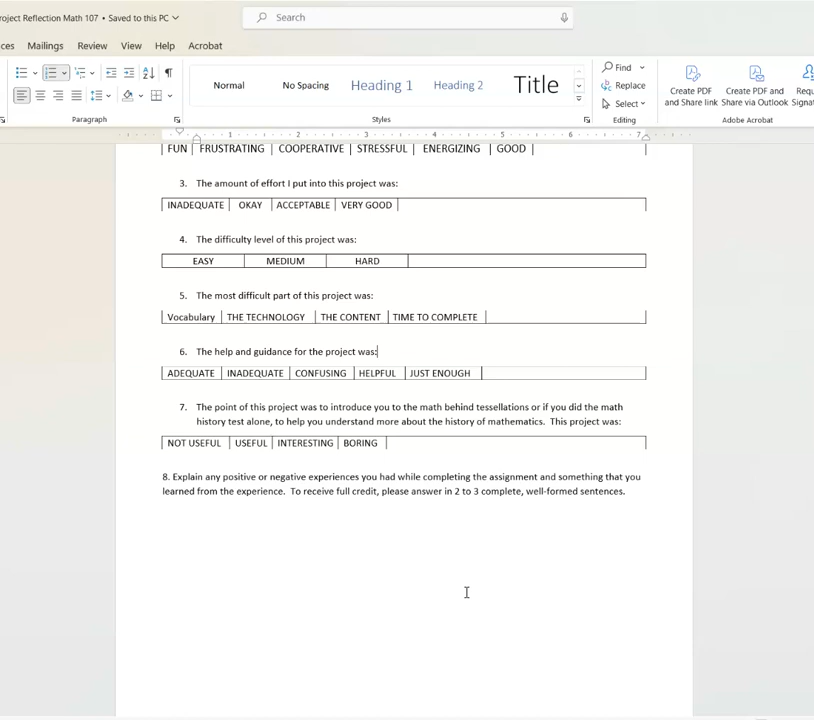 roject Reflection Math 107 • Saved to this PC
Search
ces Mailings Review View Help Acrobat
Normal No Spacing Heading 1 Heading 2 Title
Find
Replace
Select
Create PDF and Share link
Create PDF and Share via Outlook
Requ
Signat
Paragraph Styles Editing Adobe Acrobat
1 2 3 4 5 6 7
FUN FRUSTRATING COOPERATIVE STRESSFUL ENERGIZING GOOD
3. The amount of effort I put into this project was:
INADEQUATE OKAY ACCEPTABLE VERY GOOD
4. The difficulty level of this project was:
EASY MEDIUM HARD
5. The most difficult part of this project was:
Vocabulary THE TECHNOLOGY THE CONTENT TIME TO COMPLETE
6. The help and guidance for the project was:
ADEQUATE INADEQUATE CONFUSING HELPFUL JUST ENOUGH
7. The point of this project was to introduce you to the math behind tessellations or if you did the math
history test alone, to help you understand more about the history of mathematics. This project was:
NOT USEFUL USEFUL INTERESTING BORING
8. Explain any positive or negative experiences you had while completing the assignment and something that you
learned from the experience. To receive full credit, please answer in 2 to 3 complete, well-formed sentences.